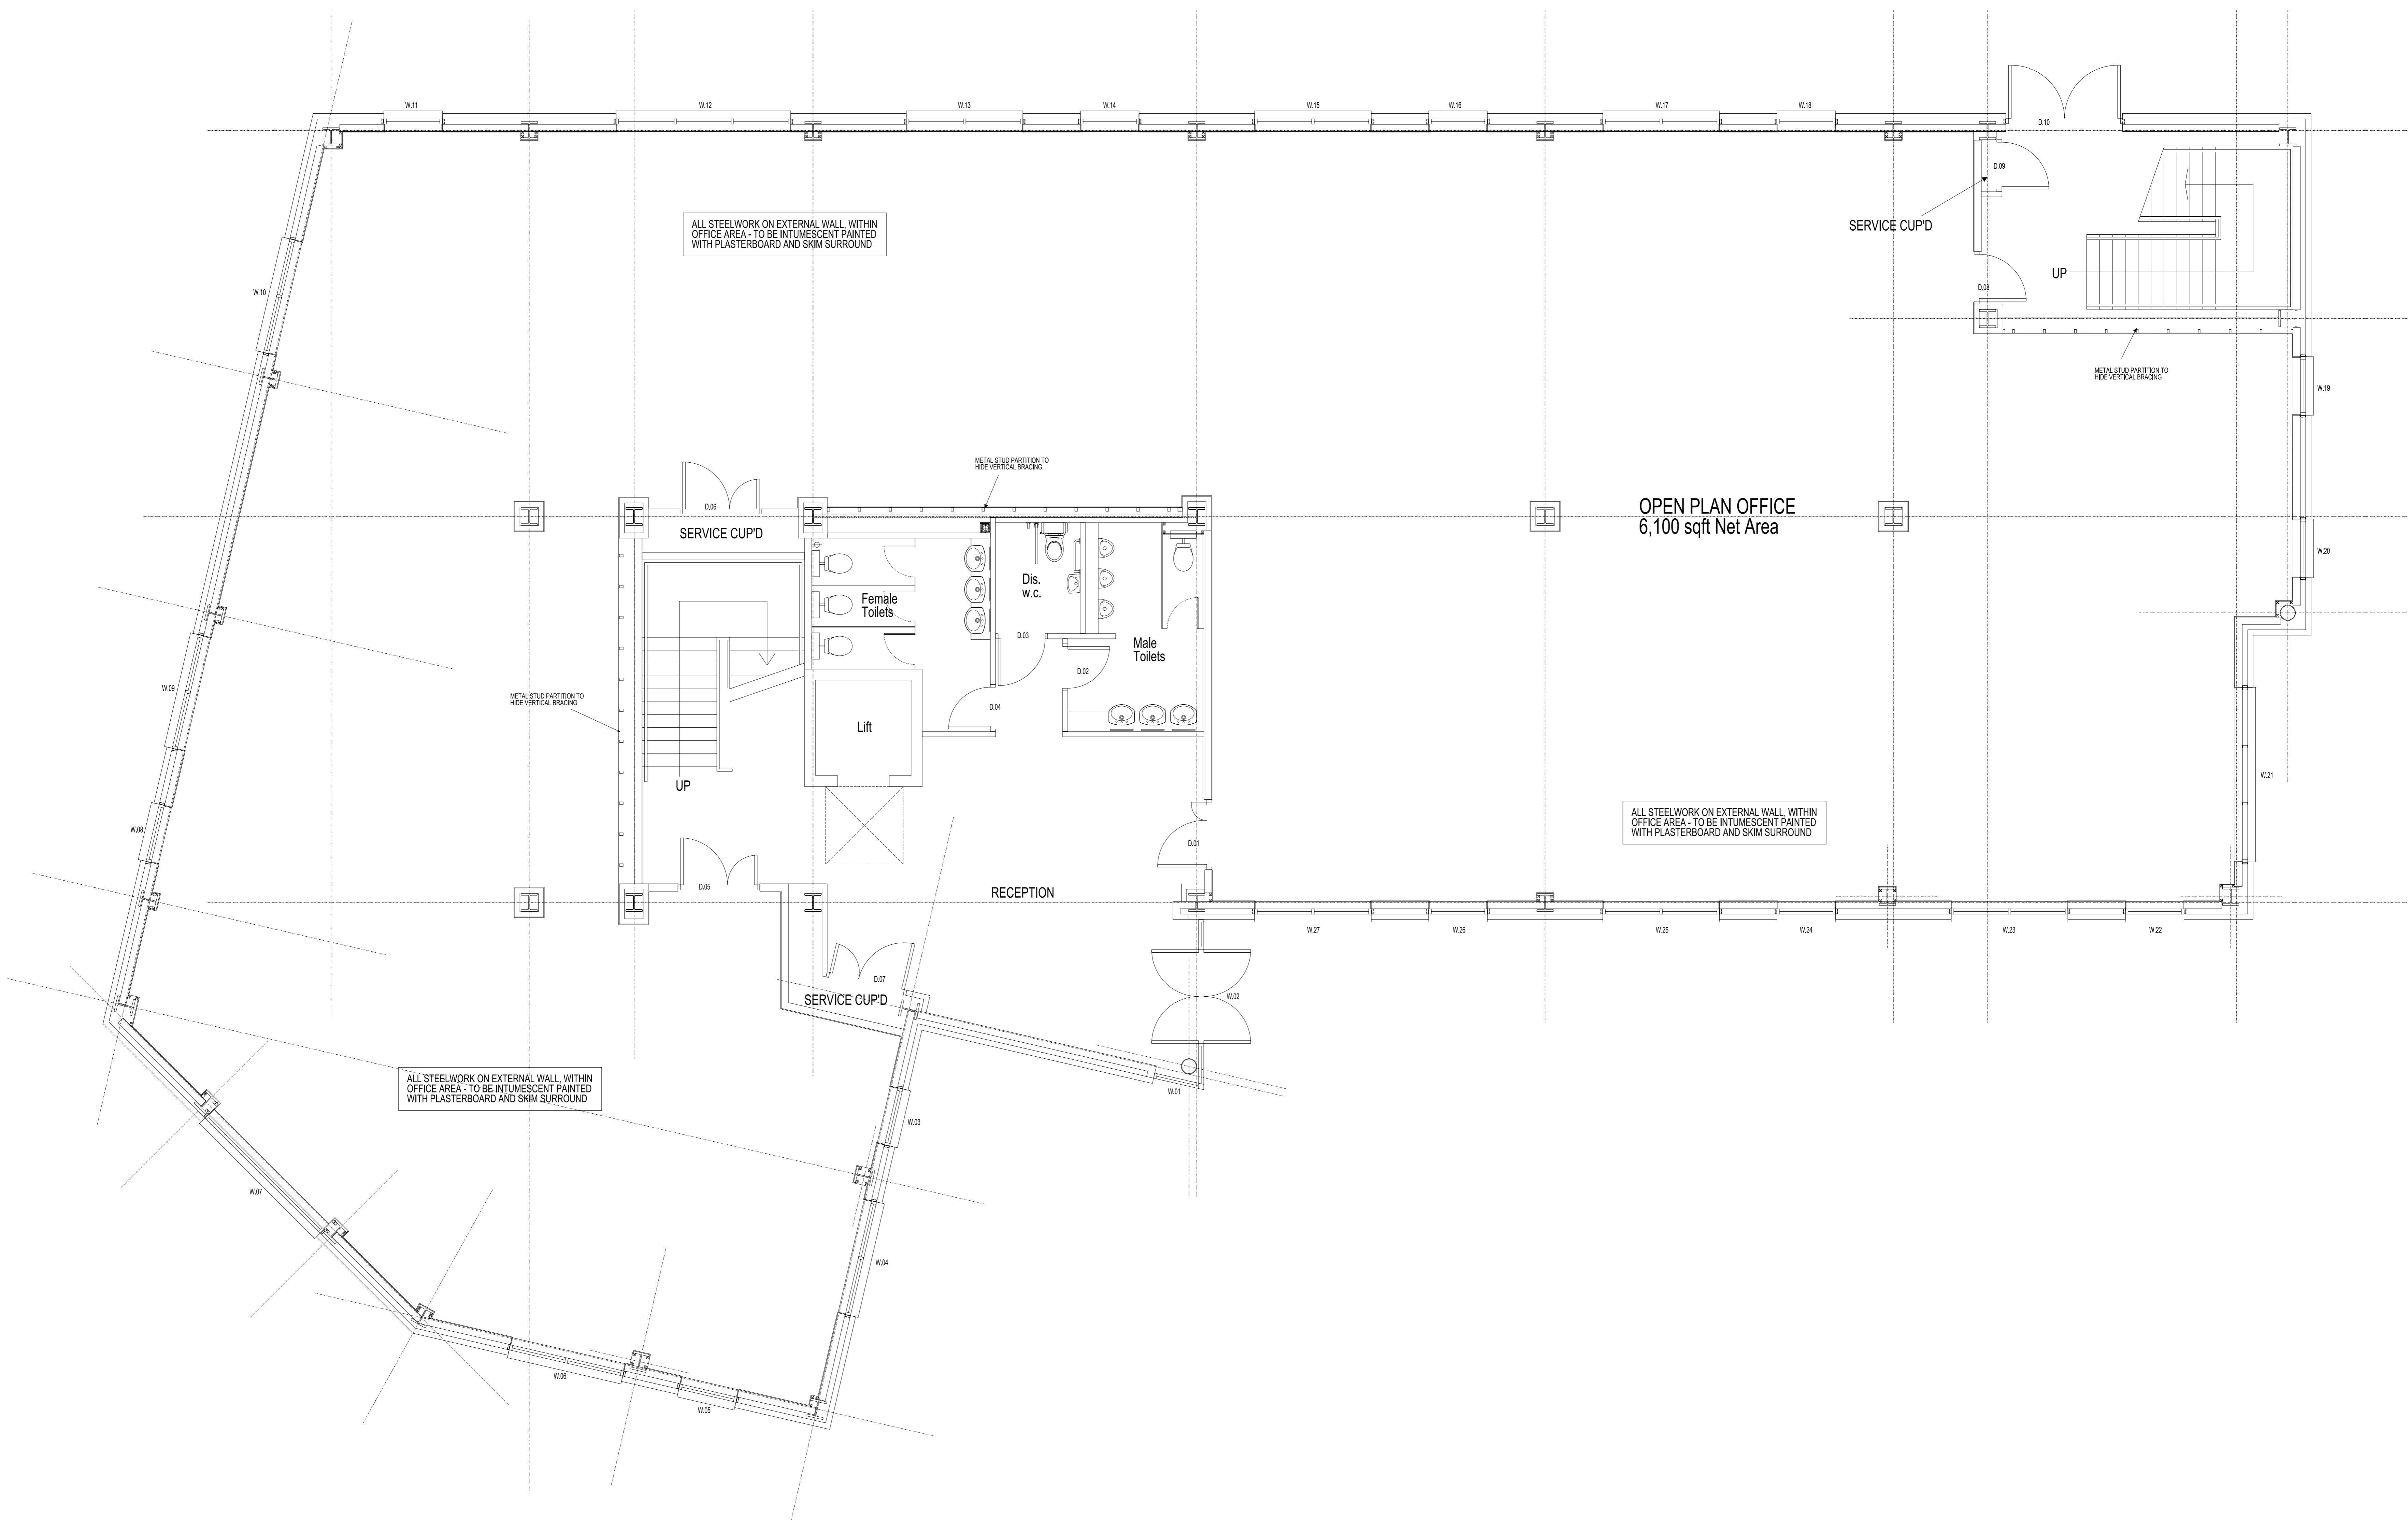 W.11
W.12
W.13
W.14
W.15
W.16
W.17
W.18
D.10
D.09
SERVICE CUP'D
ALL STEELWORK ON EXTERNAL WALL, WITHIN
OFFICE AREA - TO BE INTUMESCENT PAINTED
WITH PLASTERBOARD AND SKIM SURROUND
UP
D.08
W.10
METAL STUD PARTITION TO
HIDE VERTICAL BRACING
W.19
METAL STUD PARTITION TO
HIDE VERTICAL BRACING
D.06
SERVICE CUP'D
OPEN PLAN OFFICE
6,100 sqft Net Area
W.20
Dis.
w.c.
Female
Toilets
D.03
Male
Toilets
D.02
W.09
METAL STUD PARTITION TO
HIDE VERTICAL BRACING
D.04
Lift
UP
W.21
W.08
ALL STEELWORK ON EXTERNAL WALL, WITHIN
OFFICE AREA - TO BE INTUMESCENT PAINTED
WITH PLASTERBOARD AND SKIM SURROUND
D.01
D.05
RECEPTION
W.27
W.26
W.25
W.24
W.23
W.22
D.07
SERVICE CUP'D
W.02
ALL STEELWORK ON EXTERNAL WALL, WITHIN
OFFICE AREA - TO BE INTUMESCENT PAINTED
WITH PLASTERBOARD AND SKIM SURROUND
W.01
W.03
W.07
W.04
W.06
W.05